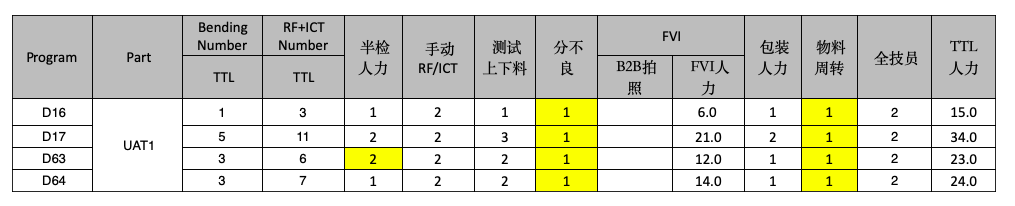 Program Part Bending Number RF+ICT Number 半检人力 手动RF/ICT 测试上下料 分不良 FVI 包装人力 物料周转 全技员 TTL人力
TTL TTL B2B拍照 FVI人力
D16 UAT1 1 3 1 2 1 1 6.0 1 1 2 15.0
D17 5 11 2 2 3 1 21.0 2 1 2 34.0
D63 3 6 2 2 2 1 12.0 1 1 2 23.0
D64 3 7 1 2 2 1 14.0 1 1 2 24.0